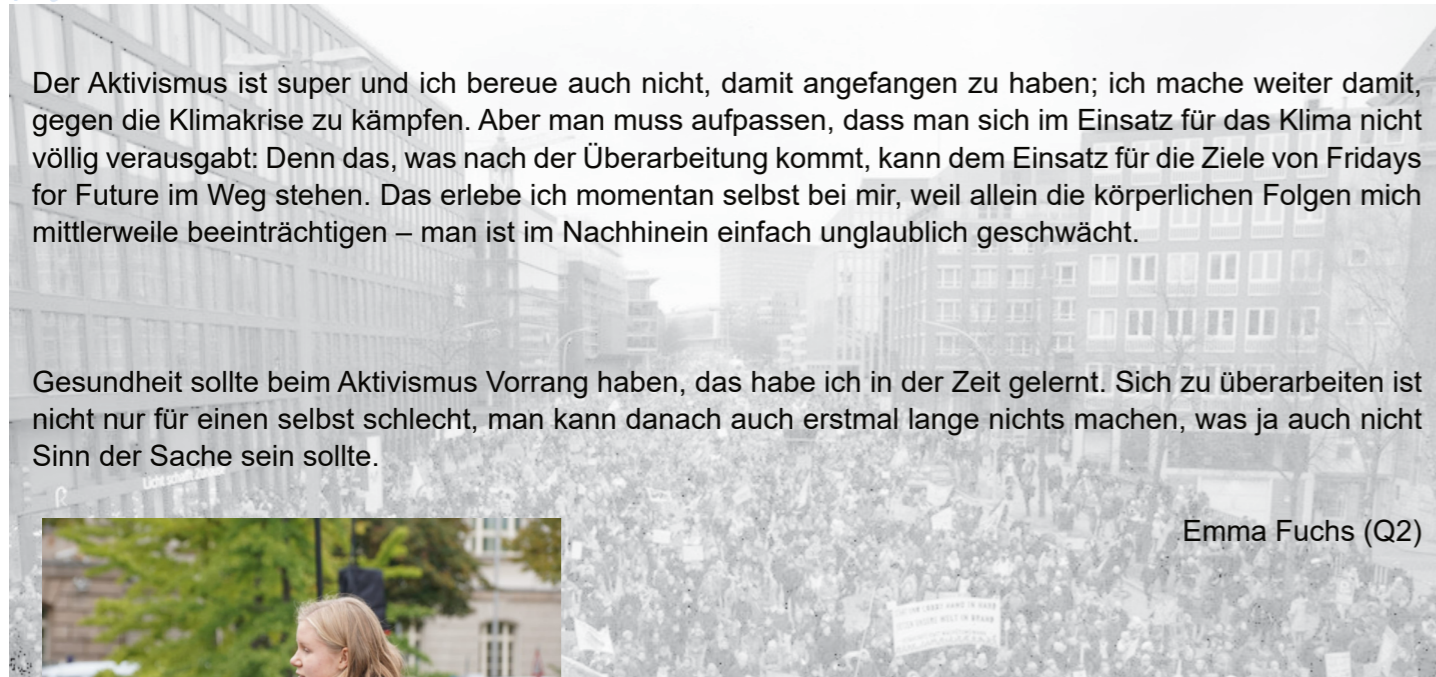 Der Aktivismus ist super und ich bereue auch nicht, damit angefangen zu haben; ich mache weiter damit,
gegen die Klimakrise zu kämpfen. Aber man muss aufpassen, dass man sich im Einsatz für das Klima nicht
völlig verausgabt: Denn das, was nach der Überarbeitung kommt, kann dem Einsatz für die Ziele von Fridays
for Future im Weg stehen. Das erlebe ich momentan selbst bei mir, weil allein die körperlichen Folgen mich
mittlerweile beeinträchtigen – man ist im Nachhinein einfach unglaublich geschwächt.
Gesundheit sollte beim Aktivismus Vorrang haben, das habe ich in der Zeit gelernt. Sich zu überarbeiten ist
nicht nur für einen selbst schlecht, man kann danach auch erstmal lange nichts machen, was ja auch nicht
Sinn der Sache sein sollte.
Emma Fuchs (Q2)